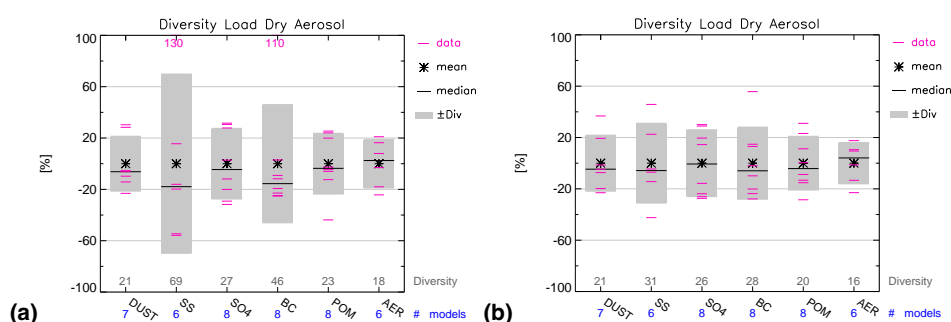 Diversity Load Dry Aerosol
130 110
100
60
20
-20
-60
-100
[%]
data
mean
median
±Div
21 69 27 46 23 18 Diversity
DUST SS SO4 BC POM AER
7 6 8 8 8 6 # models
(a)
Diversity Load Dry Aerosol
100
60
20
-20
-60
-100
[%]
data
mean
median
±Div
21 31 26 28 20 16 Diversity
DUST SS SO4 BC POM AER
7 6 8 8 8 6 # models
(b)